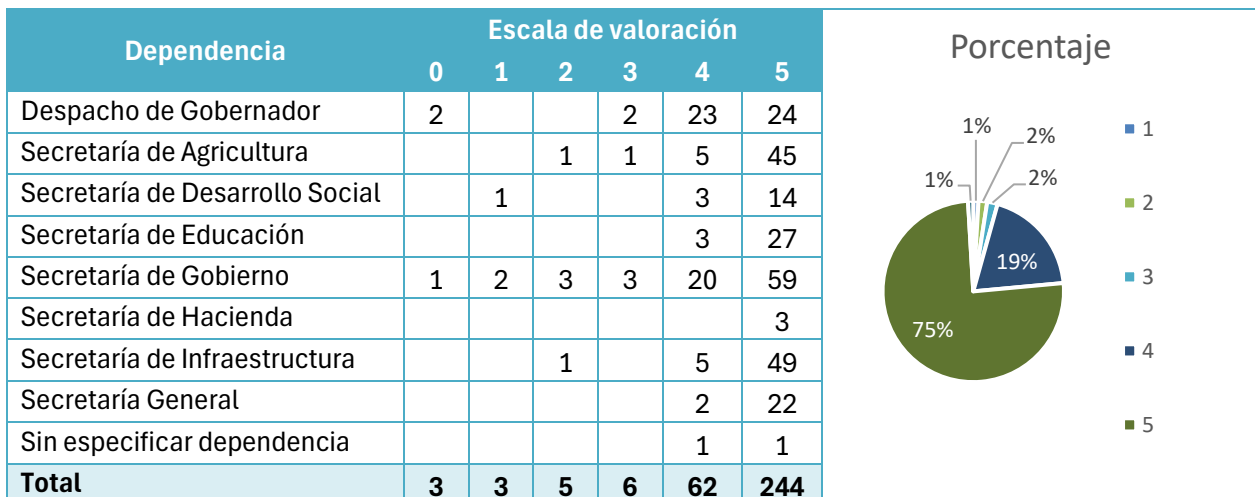 Dependencia Escala de valoración
0 1 2 3 4 5
Despacho de Gobernador 2 2 23 24
Secretaría de Agricultura 1 1 5 45
Secretaría de Desarrollo Social 1 3 14
Secretaría de Educación 3 27
Secretaría de Gobierno 1 2 3 3 20 59
Secretaría de Hacienda 3
Secretaría de Infraestructura 1 5 49
Secretaría General 2 22
Sin especificar dependencia 1 1
Total 3 3 5 6 62 244
Porcentaje
1%
1%
2%
2%
19%
75%
1
2
3
4
5